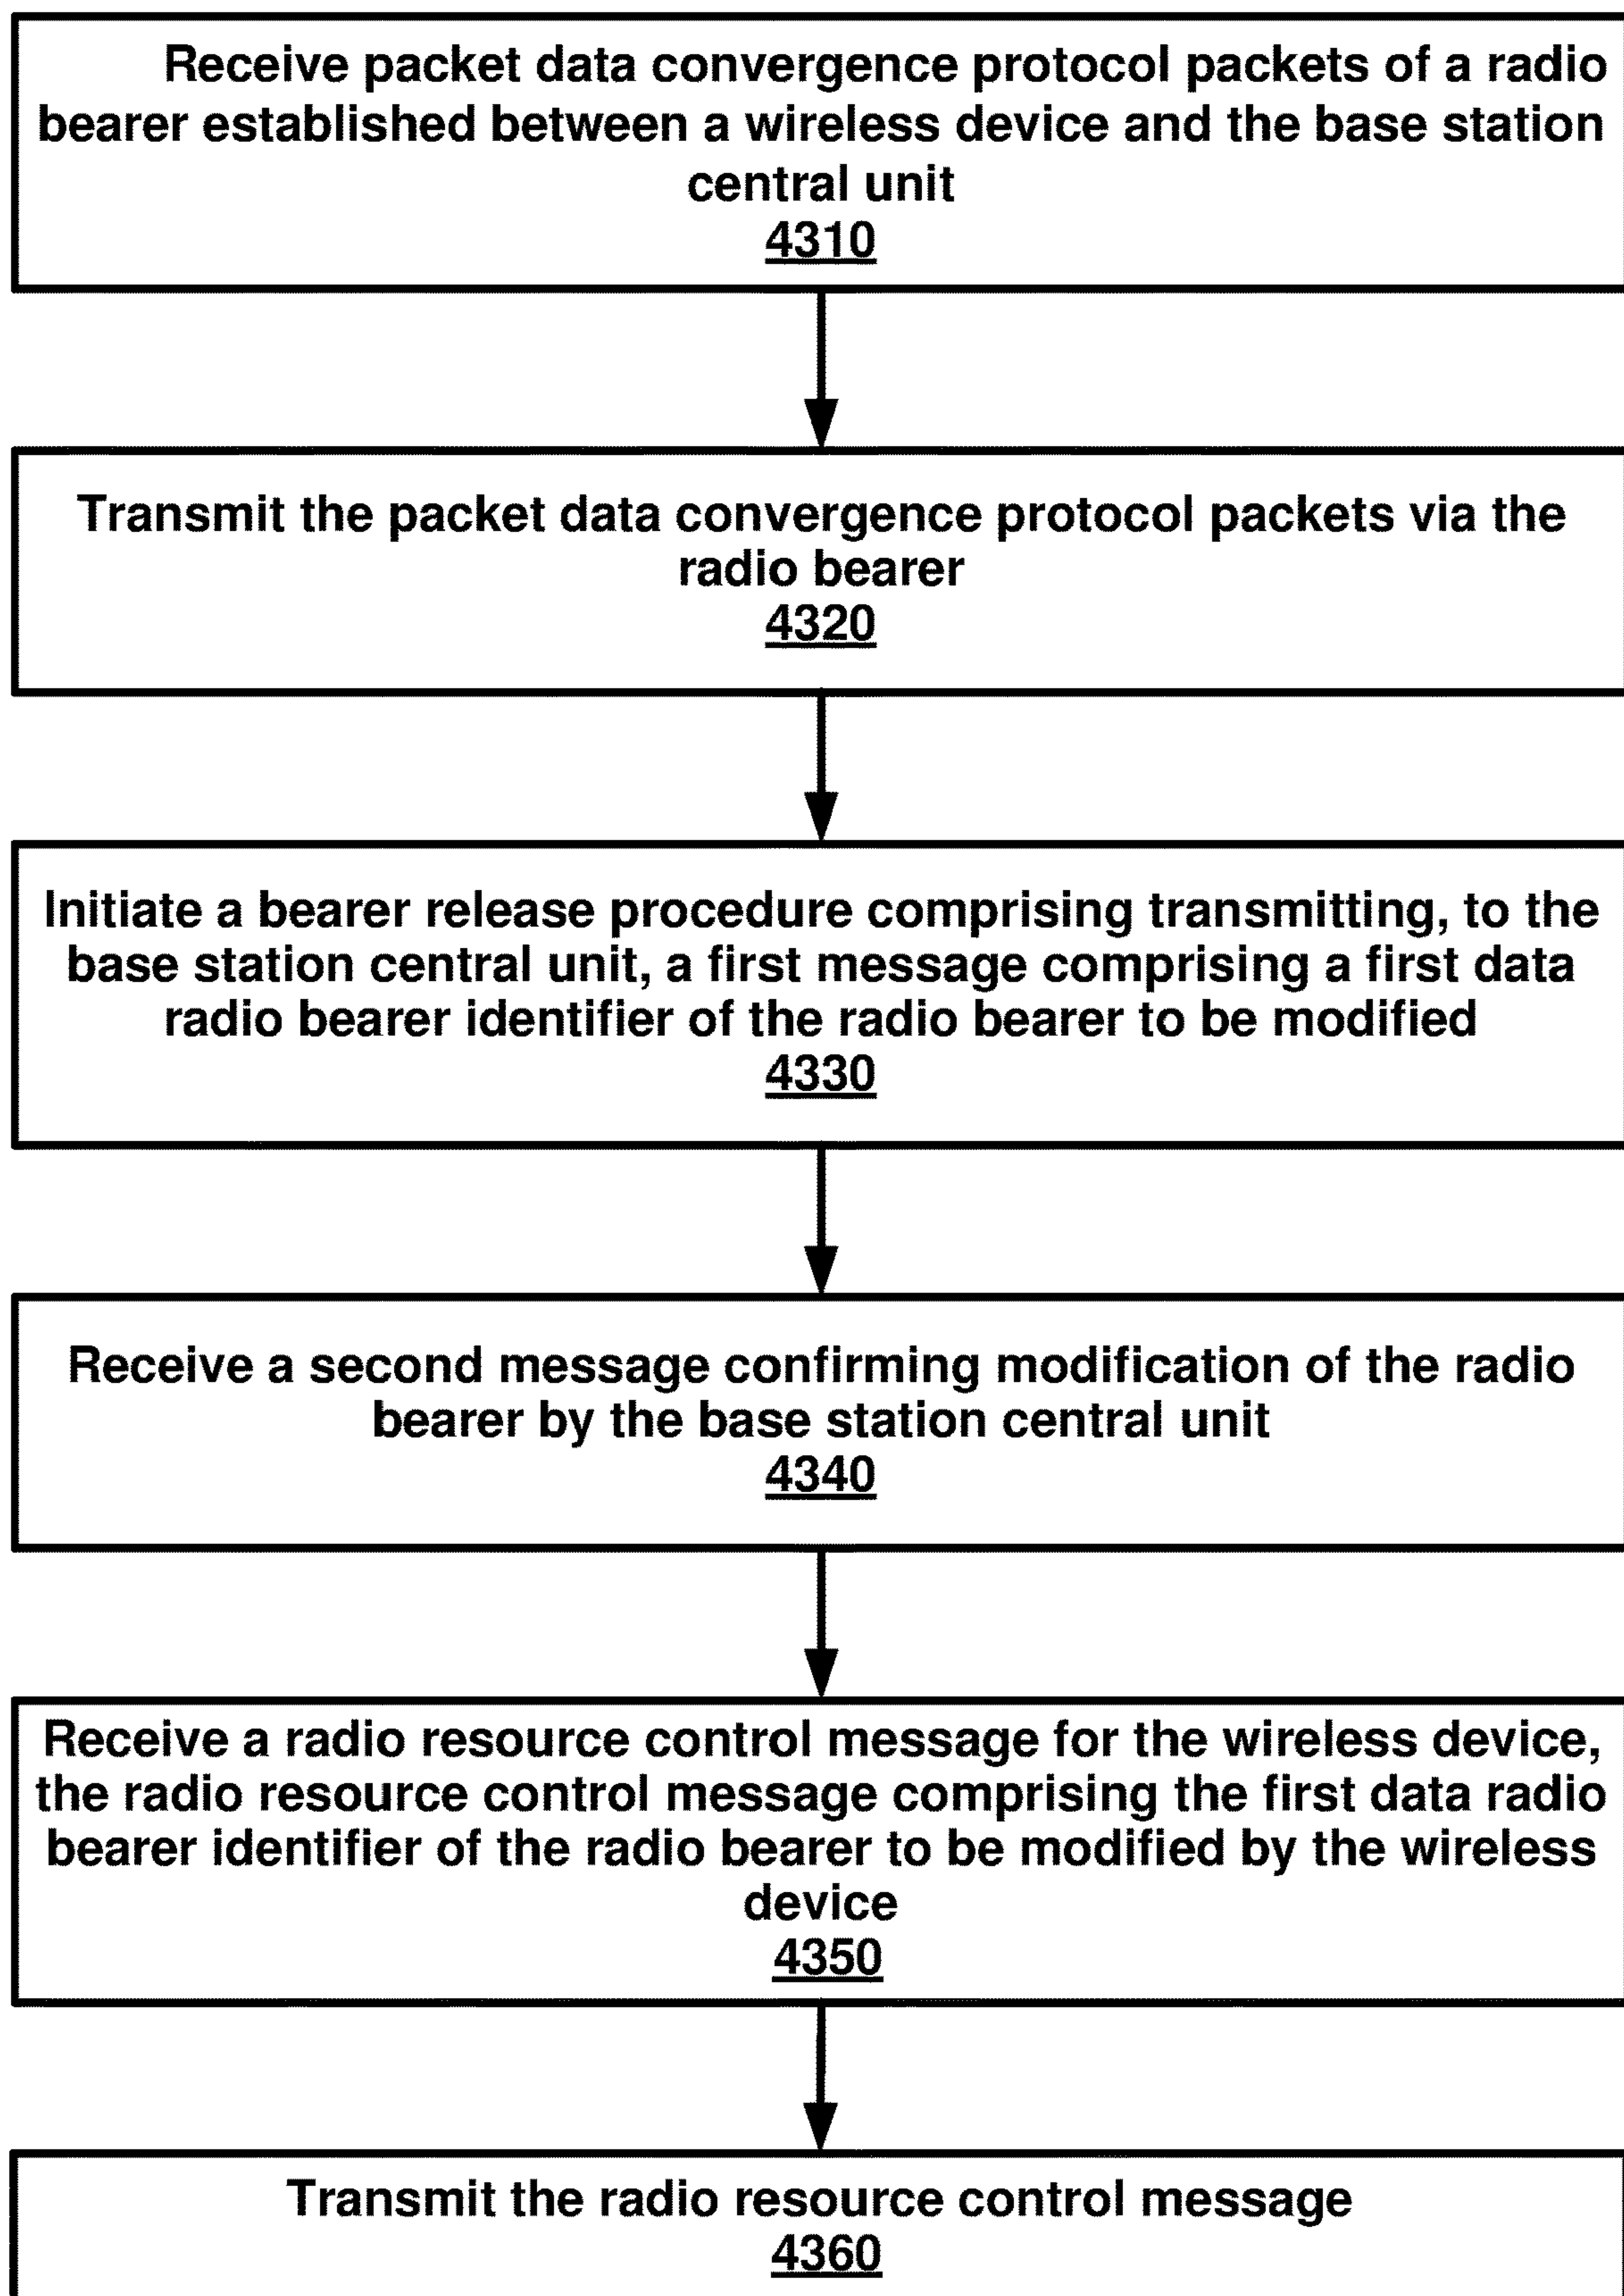 Receive packet data convergence protocol packets of a radio
bearer established between a wireless device and the base station
central unit
4310
Transmit the packet data convergence protocol packets via the
radio bearer
4320
Initiate a bearer release procedure comprising transmitting, to the
base station central unit, a first message comprising a first data
radio bearer identifier of the radio bearer to be modified
4330
Receive a second message confirming modification of the radio
bearer by the base station central unit
4340
Receive a radio resource control message for the wireless device,
the radio resource control message comprising the first data radio
bearer identifier of the radio bearer to be modified by the wireless
device
4350
Transmit the radio resource control message
4360